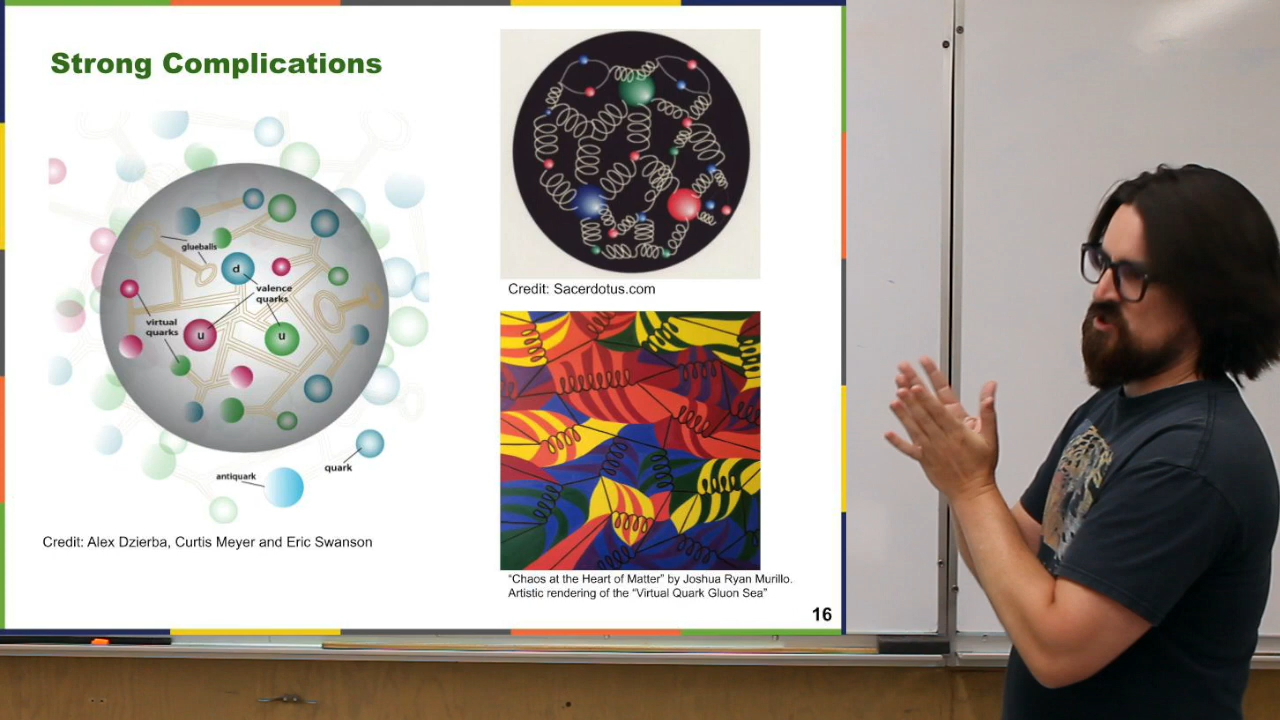 Strong Complications
glueballs
d
valence
quarks
virtual
quarks
u
u
quark
antiquark
Credit: Alex Dzierba, Curtis Meyer and Eric Swanson
Credit: Sacerdotus.com
"Chaos at the Heart of Matter" by Joshua Ryan Murillo.
Artistic rendering of the "Virtual Quark Gluon Sea"
16